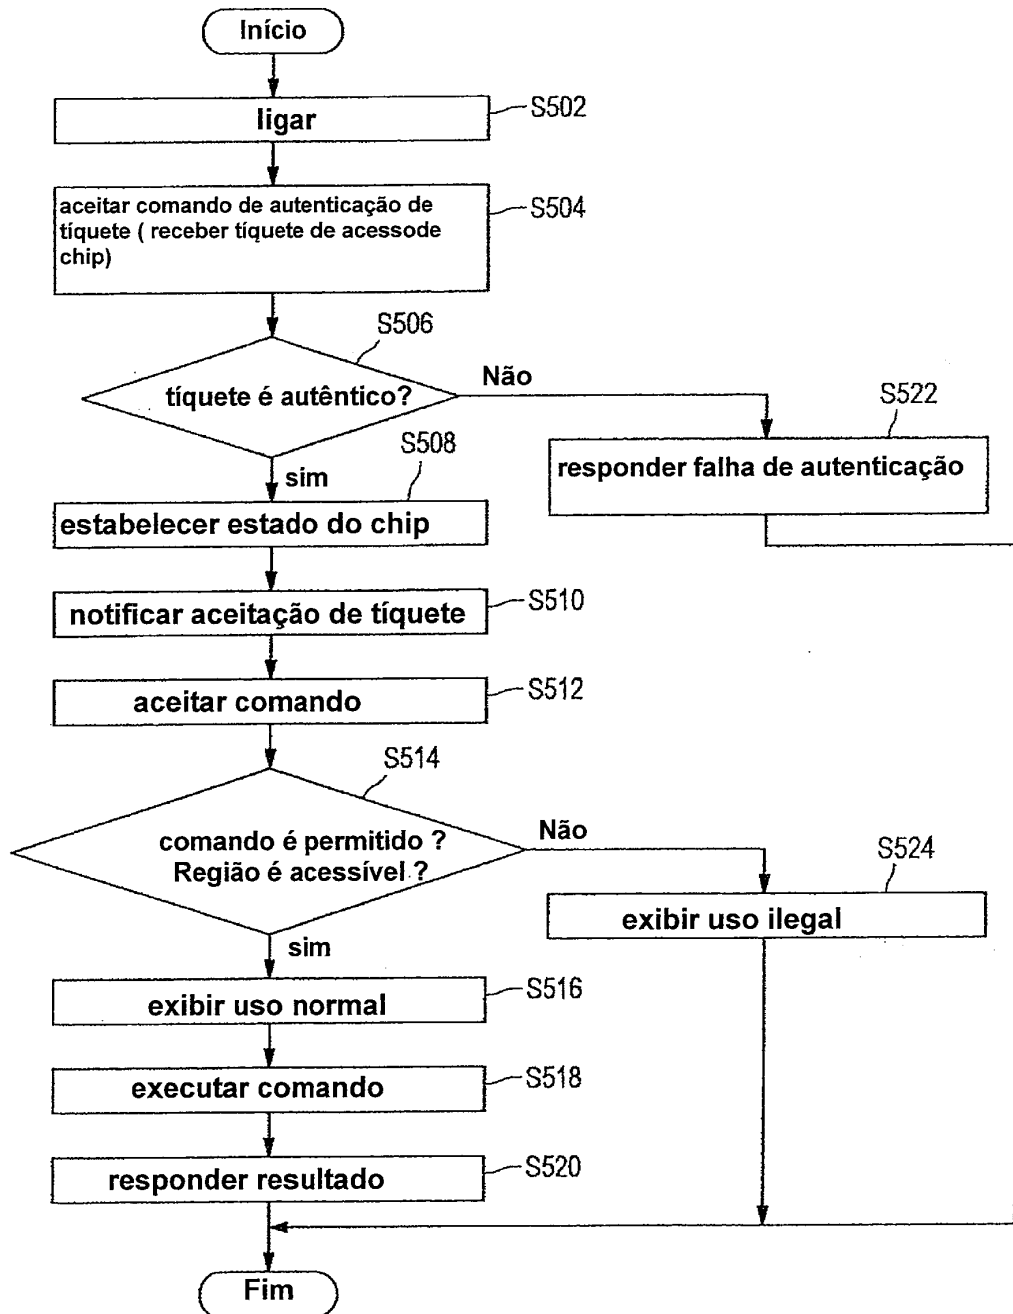 Início
ligar
S502
aceitar comando de autenticação de
tíquete ( receber tíquete de acessode
chip)
S504
S506
tíquete é autêntico?
Não
S522
responder falha de autenticação
sim
S508
estabelecer estado do chip
notificar aceitação de tíquete
S510
aceitar comando
S512
S514
comando é permitido ?
Região é acessível ?
Não
S524
exibir uso ilegal
sim
exibir uso normal
S516
executar comando
S518
responder resultado
S520
Fim